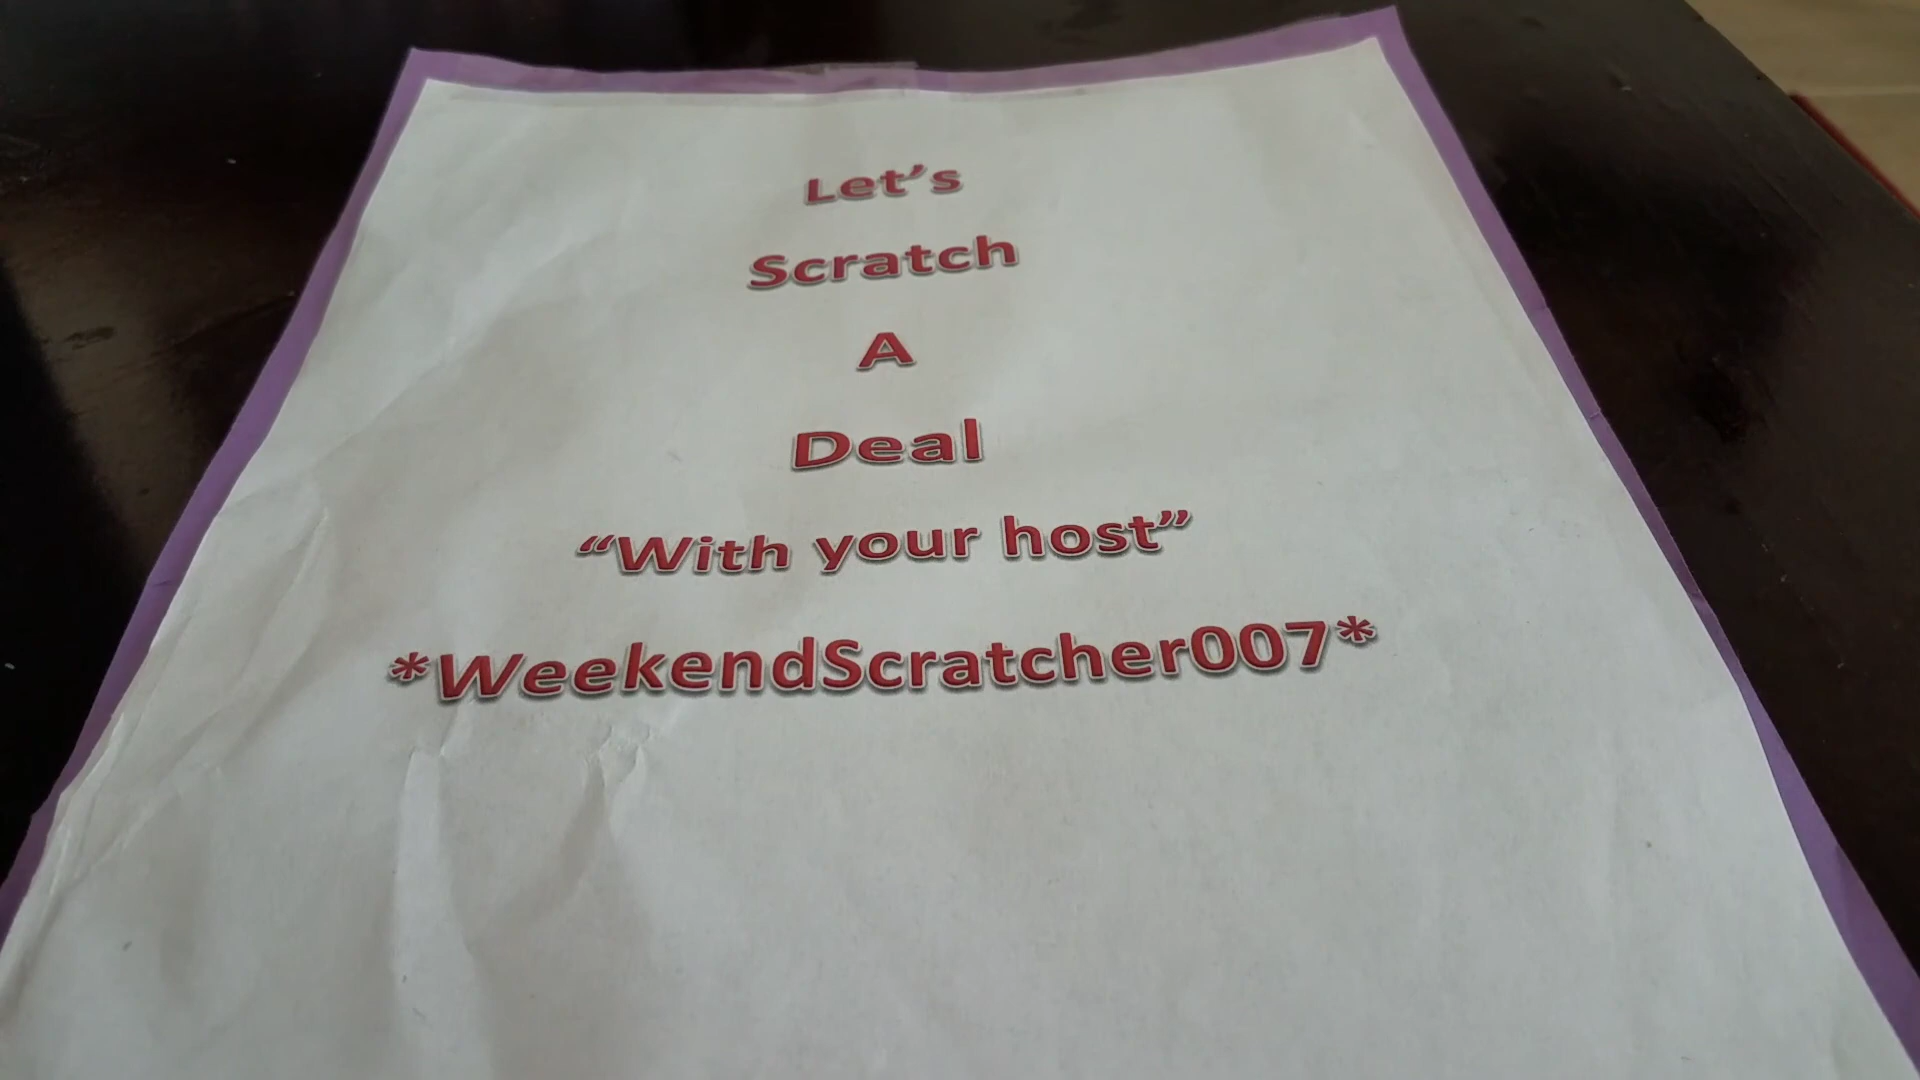 Let’s
Scratch
A
Deal
“With your host”
*WeekendScratcher007*